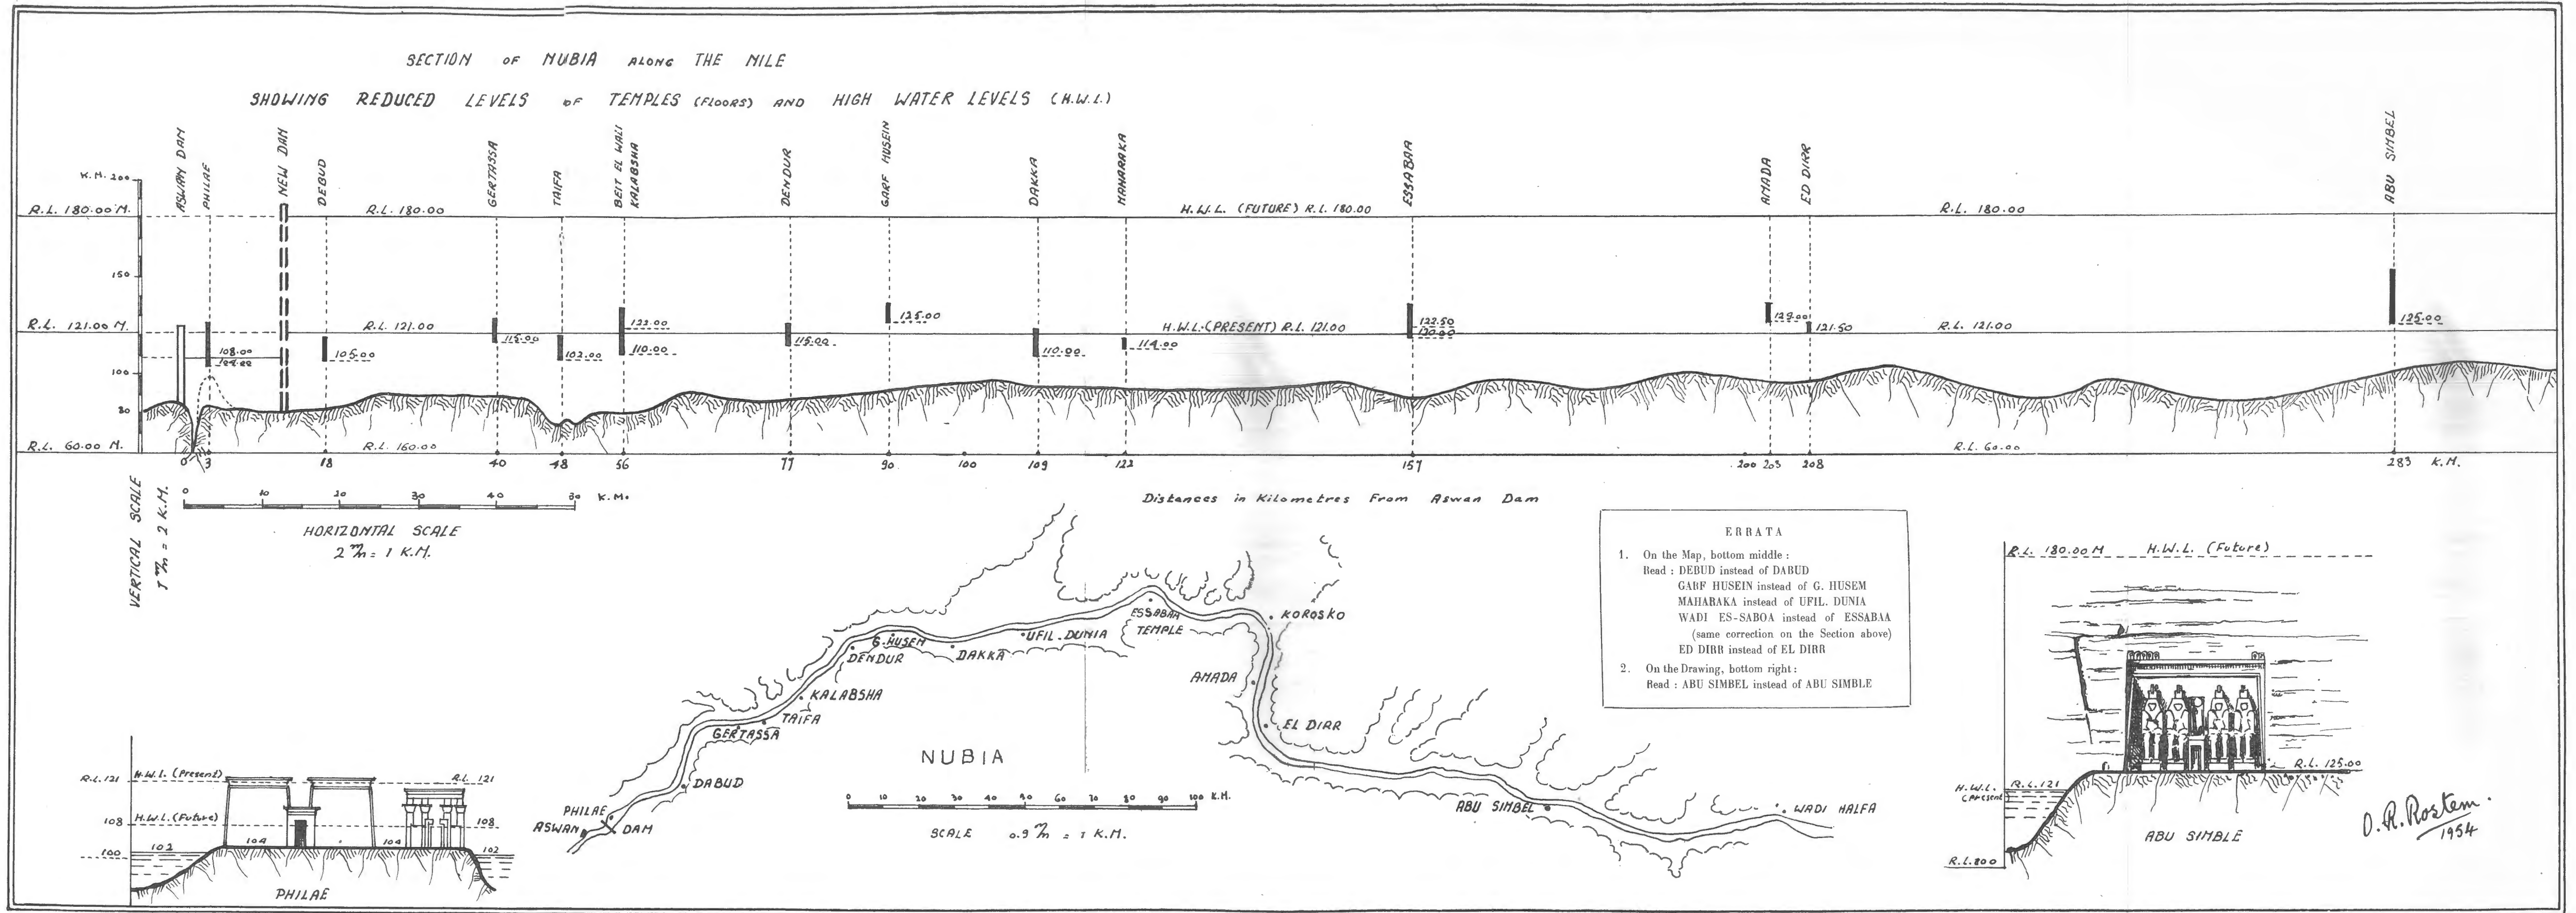 SECTION OF NUBIA ALONG THE NILE
SHOWING REDUCED LEVELS OF TEMPLES (FLOORS) AND HIGH WATER LEVELS (H.W.L.)
ASWAN DAM
PHILAE
NEW DAM
DEBUD
GERTASSA
TAIFA
BEIT EL WALI
KALABSHA
DENDUR
GARF HUSEIN
DAKKA
MAHARAKA
ESSABAA
AMADA
ED DIRR
ABU SIMBEL
K.M. 200
R.L. 180.00 M. R.L. 180.00 H.W.L. (FUTURE) R.L. 180.00 R.L. 180.00
150
125.00 122.50 129.00 125.00
122.00
R.L. 121.00 M. R.L. 121.00 H.W.L. (PRESENT) R.L. 121.00 120.00 121.50 R.L. 121.00
115.00 115.00 114.00
108.00 105.00 102.00 110.00 110.00
104.00
100
80
R.L. 60.00 M. R.L. 160.00 R.L. 60.00
0 3 18 40 48 56 77 90 100 109 122 157 200 203 208 283 K.M.
VERTICAL SCALE
1 m/m = 2 K.M.
0 10 20 30 40 50 K.M.
HORIZONTAL SCALE
2 m/m = 1 K.M.
Distances in Kilometres From Aswan Dam
ERRATA
1. On the Map, bottom middle :
Read : DEBUD instead of DABUD
GARF HUSEIN instead of G. HUSEM
MAHARAKA instead of UFIL. DUNIA
WADI ES-SABOA instead of ESSABAA
(same correction on the Section above)
ED DIRR instead of EL DIRR
2. On the Drawing, bottom right :
Read : ABU SIMBEL instead of ABU SIMBLE
KOROSKO
ESSABAA
TEMPLE
UFIL. DUNIA
G. HUSEM
DAKKA
DENDUR
AMADA
KALABSHA
TAIFA
GERTASSA
EL DIRR
DABUD
PHILAE
ASWAN
DAM
ABU SIMBEL
WADI HALFA
NUBIA
0 10 20 30 40 50 60 70 80 90 100 K.M.
SCALE 0.9 m/m = 1 K.M.
R.L. 121 H.W.L. (Present) R.L. 121
108 H.W.L. (Future) 108
100 102 104 104 102
PHILAE
R.L. 180.00 M H.W.L. (Future)
R.L. 125.00
H.W.L. R.L. 121
(Present)
R.L. 800
ABU SIMBLE
O. R. Rostem.
1954